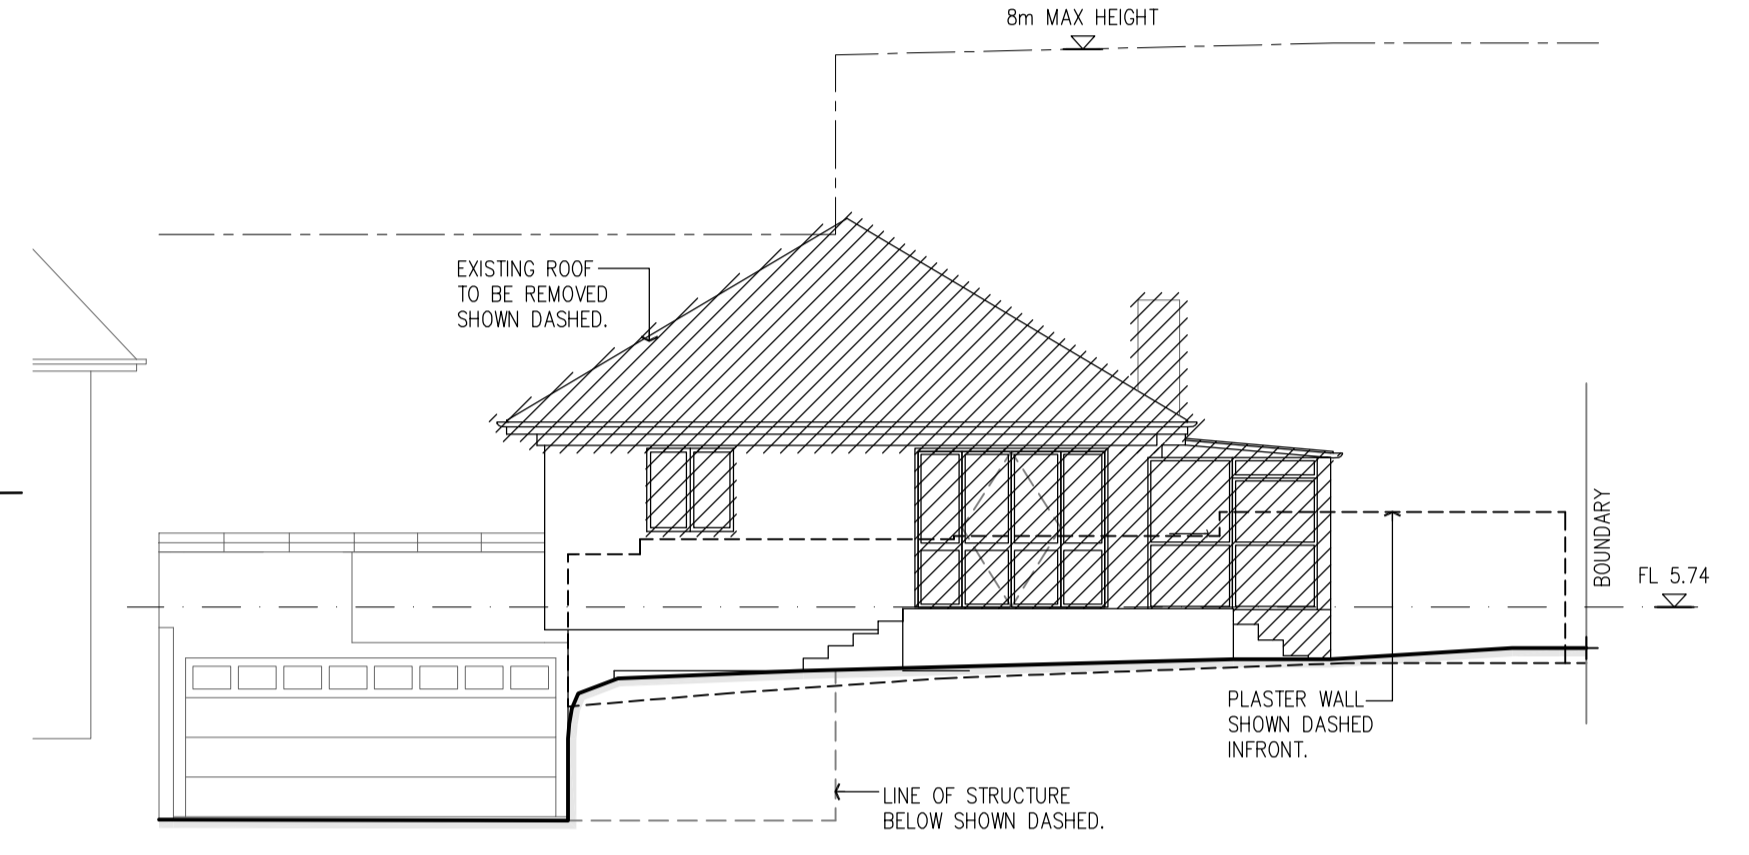 8m MAX HEIGHT
EXISTING ROOF
TO BE REMOVED
SHOWN DASHED.
BOUNDARY
FL 5.74
PLASTER WALL
SHOWN DASHED
INFRONT.
LINE OF STRUCTURE
BELOW SHOWN DASHED.